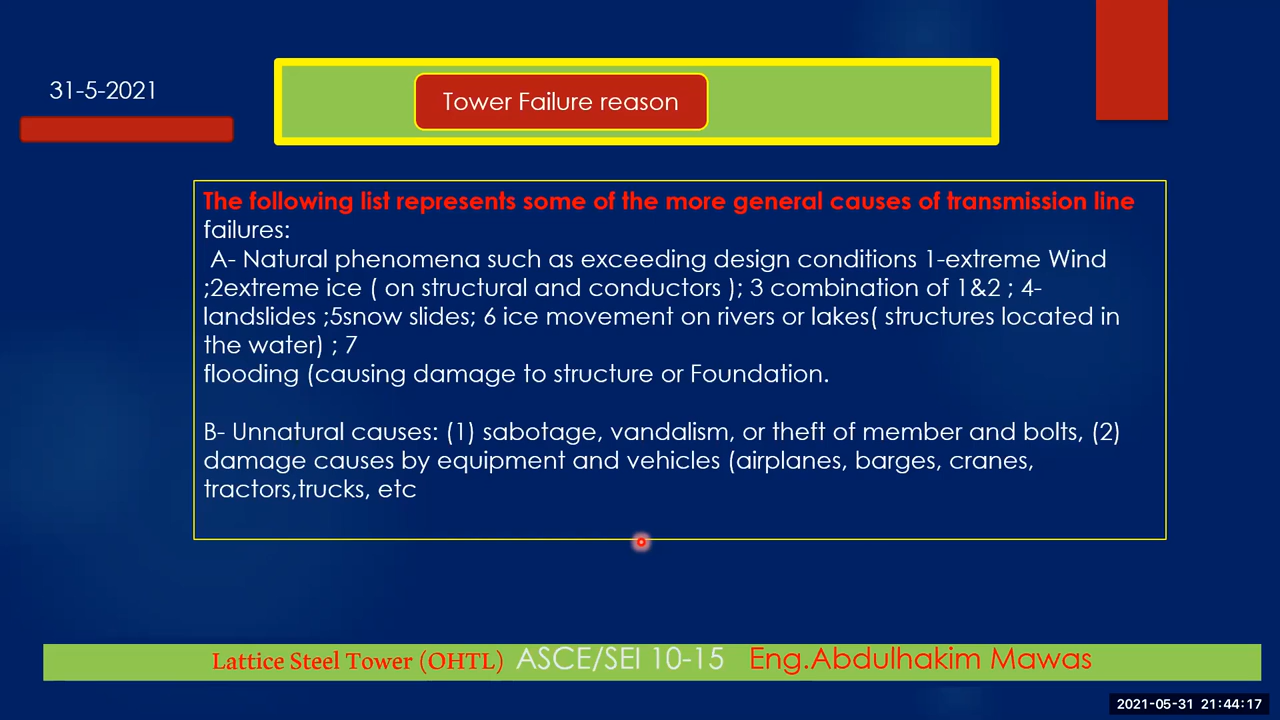 31-5-2021
Tower Failure reason
The following list represents some of the more general causes of transmission line
failures:
A- Natural phenomena such as exceeding design conditions 1-extreme Wind
;2extreme ice ( on structural and conductors ); 3 combination of 1&2 ; 4-
landslides ;5snow slides; 6 ice movement on rivers or lakes( structures located in
the water) ; 7
flooding (causing damage to structure or Foundation.
B- Unnatural causes: (1) sabotage, vandalism, or theft of member and bolts, (2)
damage causes by equipment and vehicles (airplanes, barges, cranes,
tractors,trucks, etc
Lattice Steel Tower (OHTL) ASCE/SEI 10-15 Eng.Abdulhakim Mawas
2021-05-31 21:44:17